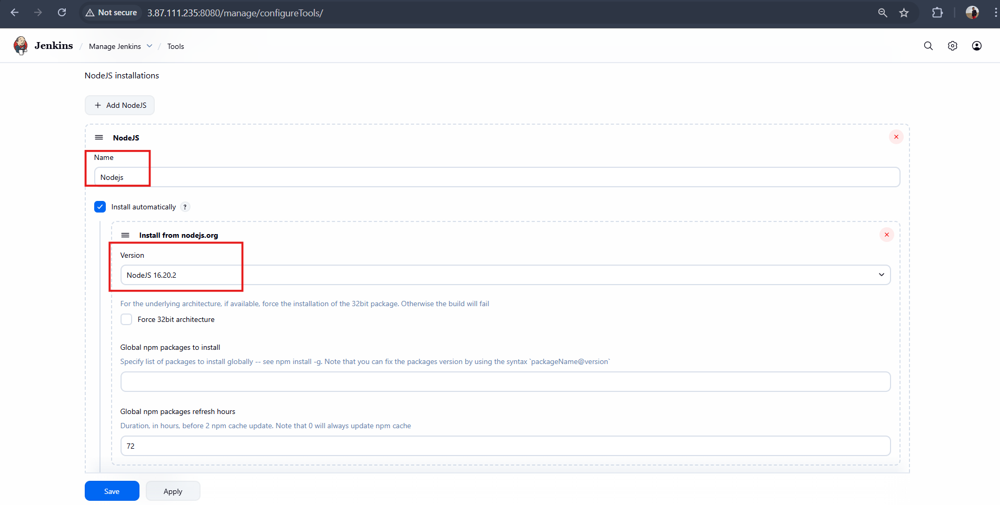 Not secure 3.87.111.235:8080/manage/configureTools/
Jenkins / Manage Jenkins / Tools
NodeJS installations
+ Add NodeJS
NodeJS
Name
Nodejs
Install automatically ?
Install from nodejs.org
Version
NodeJS 16.20.2
For the underlying architecture, if available, force the installation of the 32bit package. Otherwise the build will fail
Force 32bit architecture
Global npm packages to install
Specify list of packages to install globally -- see npm install -g. Note that you can fix the packages version by using the syntax `packageName@version`
Global npm packages refresh hours
Duration, in hours, before 2 npm cache update. Note that 0 will always update npm cache
72
Save Apply